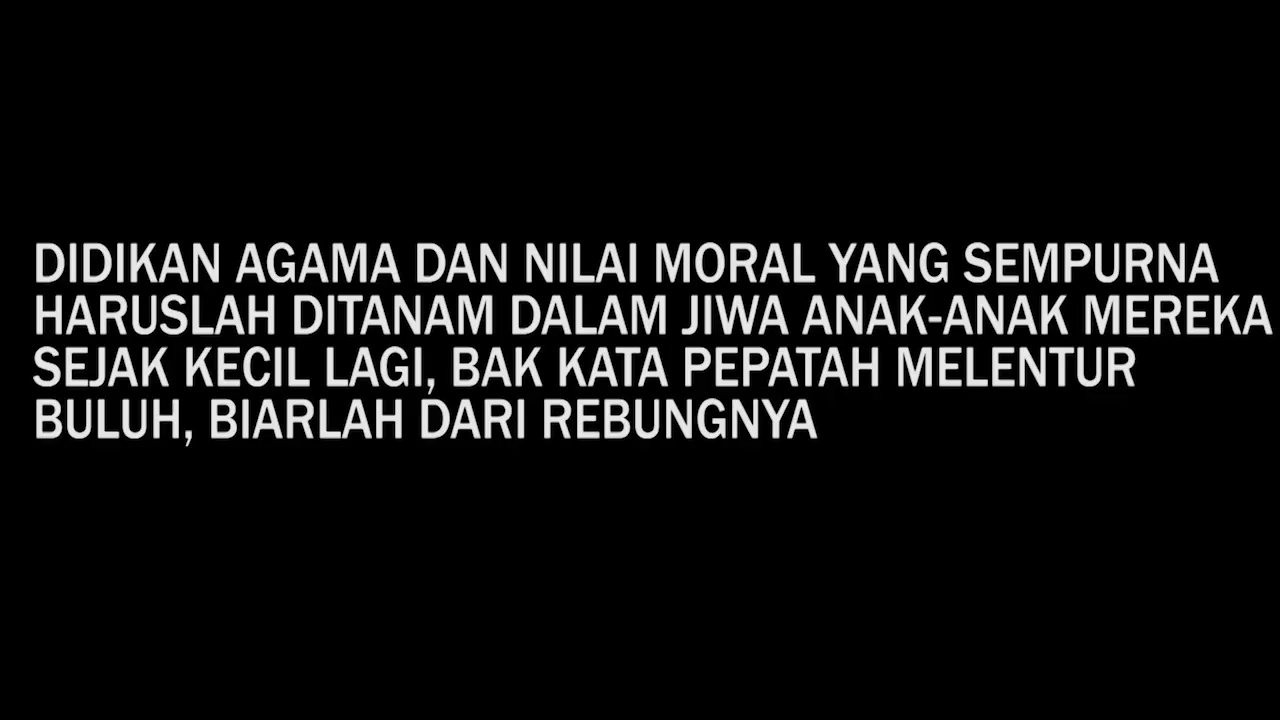 DIDIKAN AGAMA DAN NILAI MORAL YANG SEMPURNA
HARUSLAH DITANAM DALAM JIWA ANAK-ANAK MEREKA
SEJAK KECIL LAGI, BAK KATA PEPATAH MELENTUR
BULUH, BIARLAH DARI REBUNGNYA